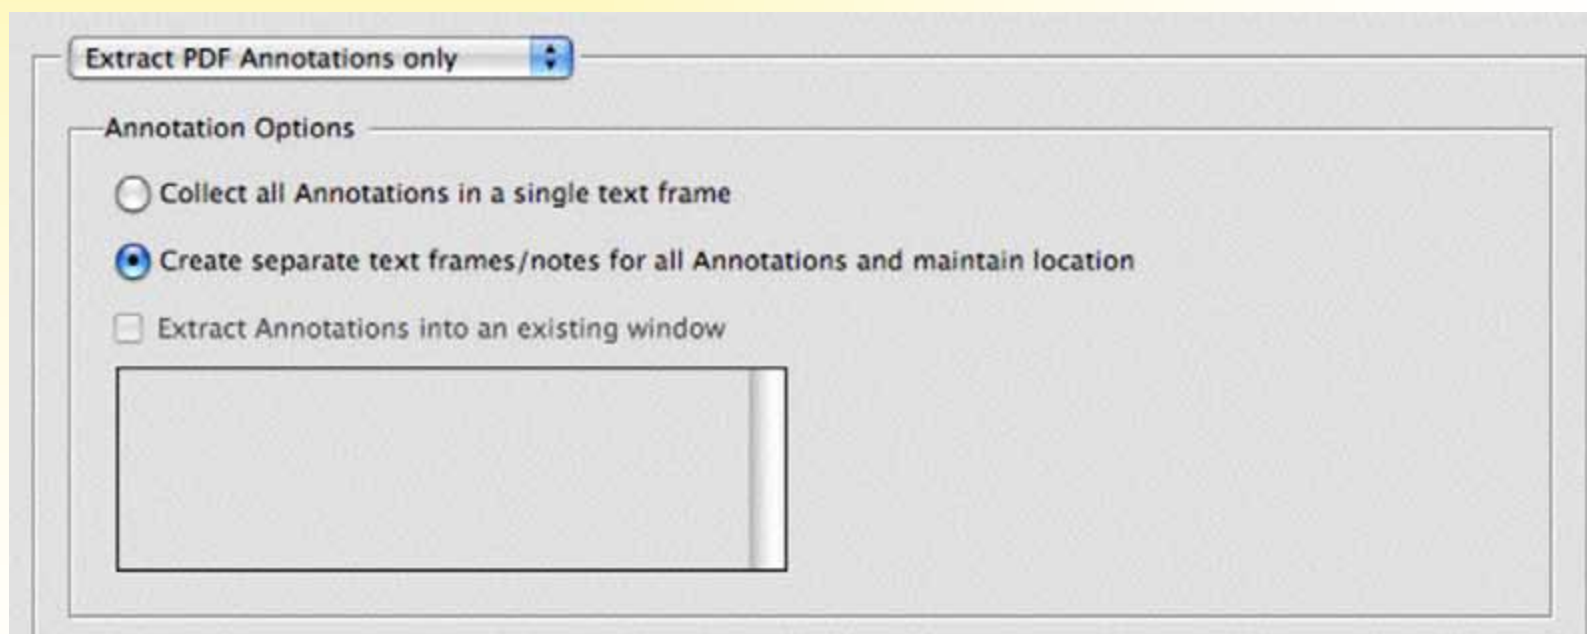 Extract PDF Annotations only
Annotation Options
Collect all Annotations in a single text frame
Create separate text frames/notes for all Annotations and maintain location
Extract Annotations into an existing window